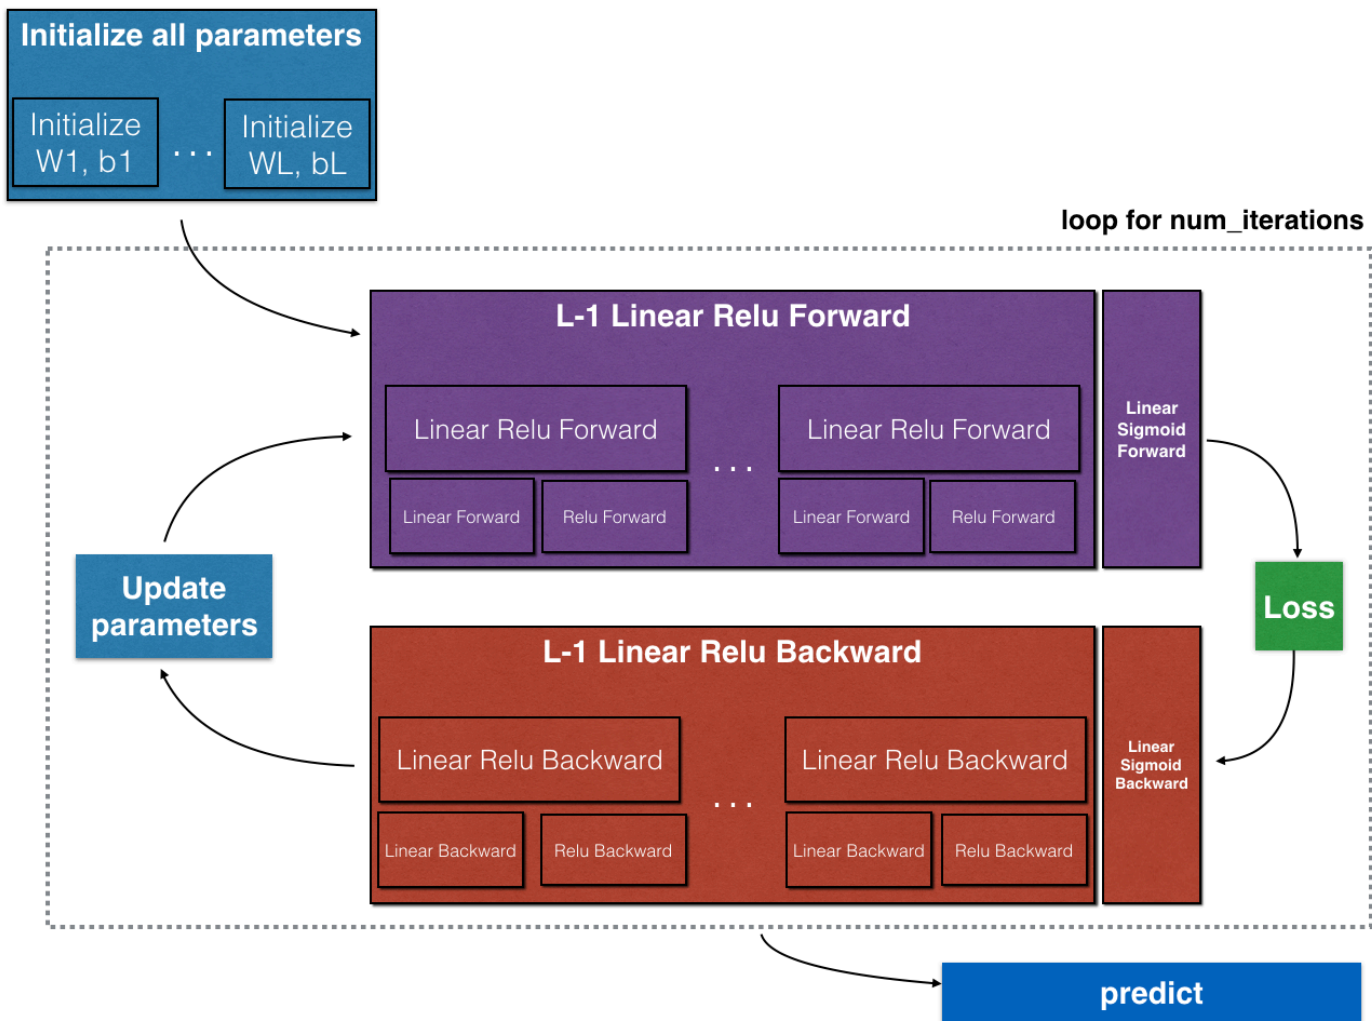 Initialize all parameters
Initialize
W1, b1
. . .
Initialize
WL, bL
loop for num_iterations
L-1 Linear Relu Forward
Linear Relu Forward
. . .
Linear Relu Forward
Linear Forward
Relu Forward
Linear Forward
Relu Forward
Linear
Sigmoid
Forward
Update
parameters
Loss
L-1 Linear Relu Backward
Linear Relu Backward
. . .
Linear Relu Backward
Linear Backward
Relu Backward
Linear Backward
Relu Backward
Linear
Sigmoid
Backward
predict